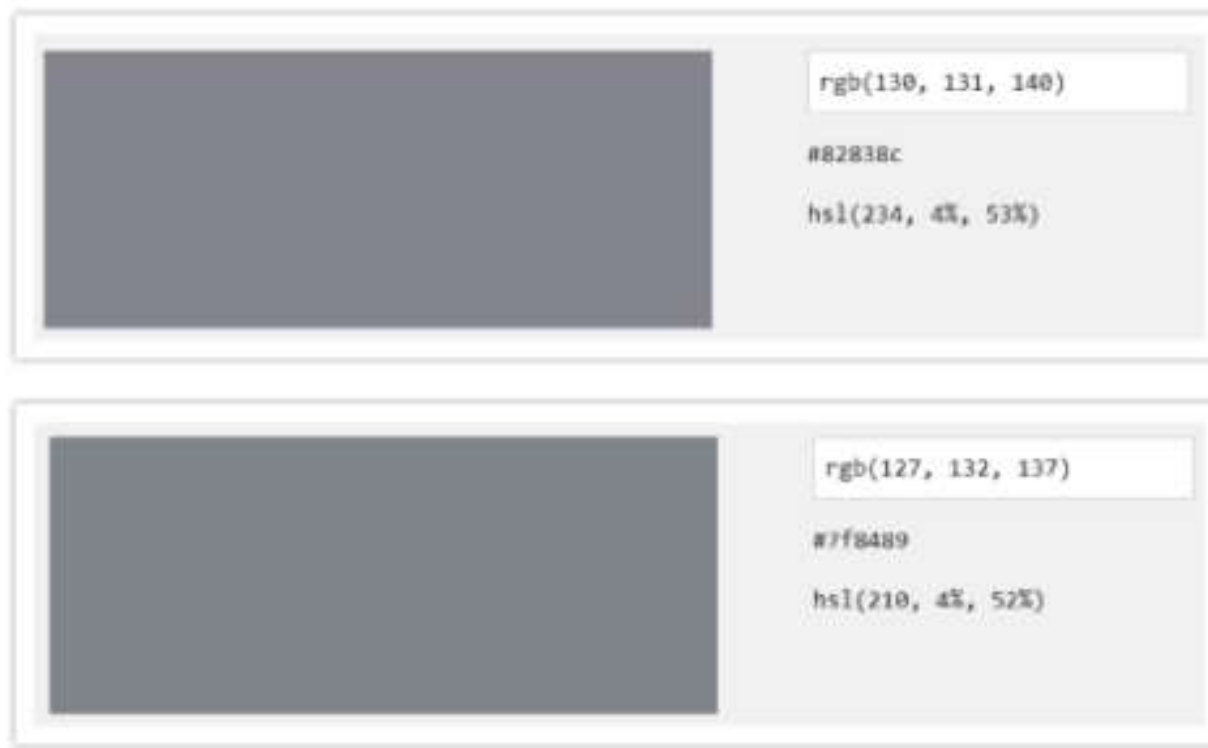 rgb(130, 131, 140)
#82838c
hsl(234, 4%, 53%)
rgb(127, 132, 137)
#7f8489
hsl(210, 4%, 52%)